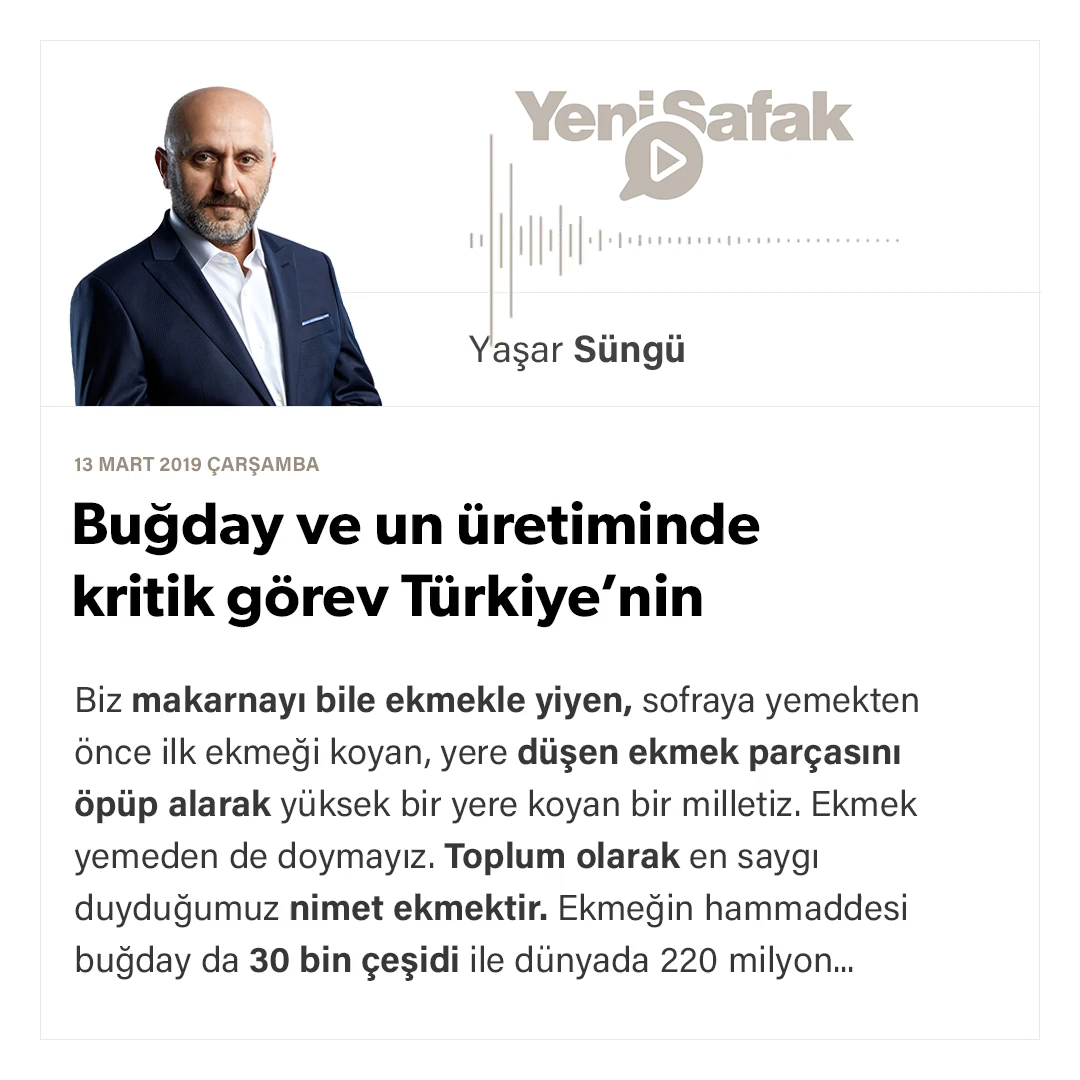 YeniŞafak
Yaşar Süngü
13 MART 2019 ÇARŞAMBA
Buğday ve un üretiminde
kritik görev Türkiye’nin
Biz makarnayı bile ekmekle yiyen, sofraya yemekten
önce ilk ekmeği koyan, yere düşen ekmek parçasını
öpüp alarak yüksek bir yere koyan bir milletiz. Ekmek
yemeden de doymayız. Toplum olarak en saygı
duyduğumuz nimet ekmektir. Ekmeğin hammaddesi
buğday da 30 bin çeşidi ile dünyada 220 milyon...